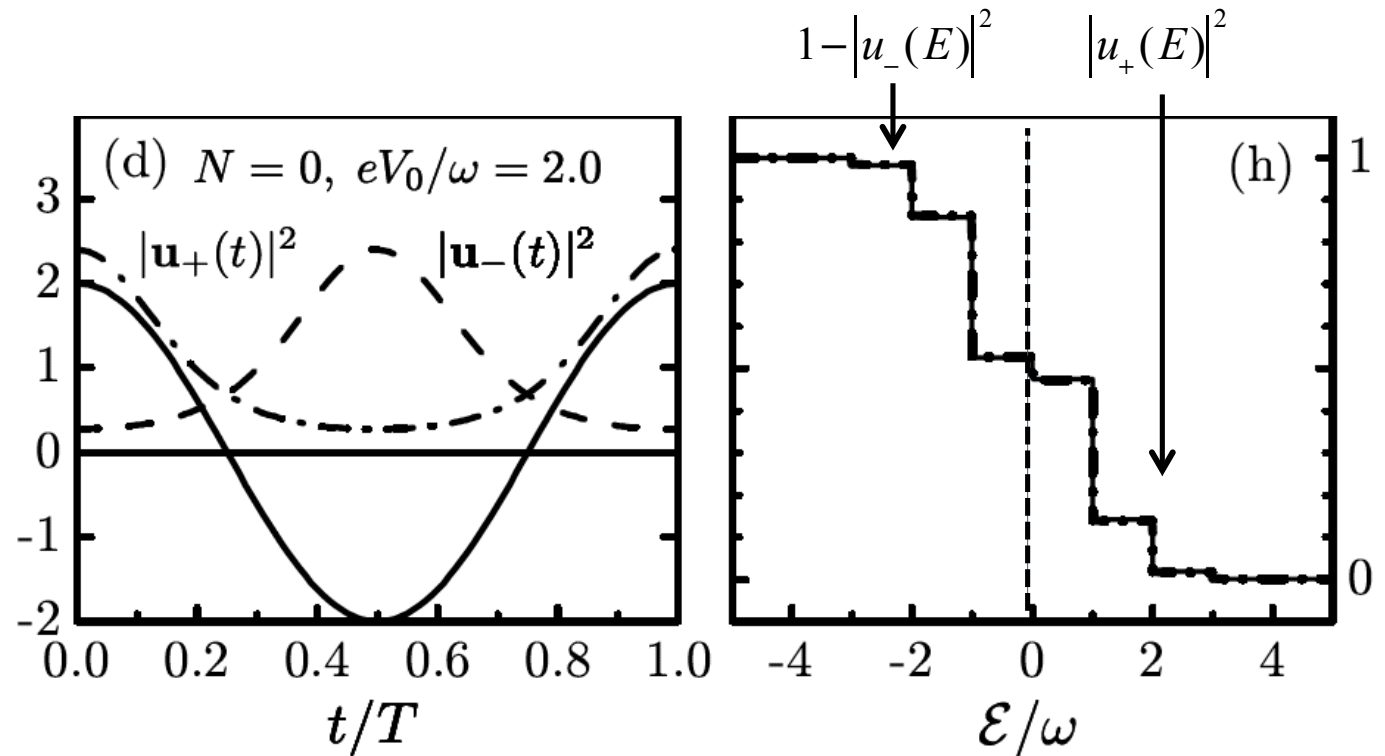 1−|u₋(E)|² |u₊(E)|²
(d) N = 0, eV₀/ω = 2.0
|u₊(t)|² |u₋(t)|²
3
2
1
0
-1
-2
0.0 0.2 0.4 0.6 0.8 1.0
t/T
(h)
1
0
-4 -2 0 2 4
ℰ/ω